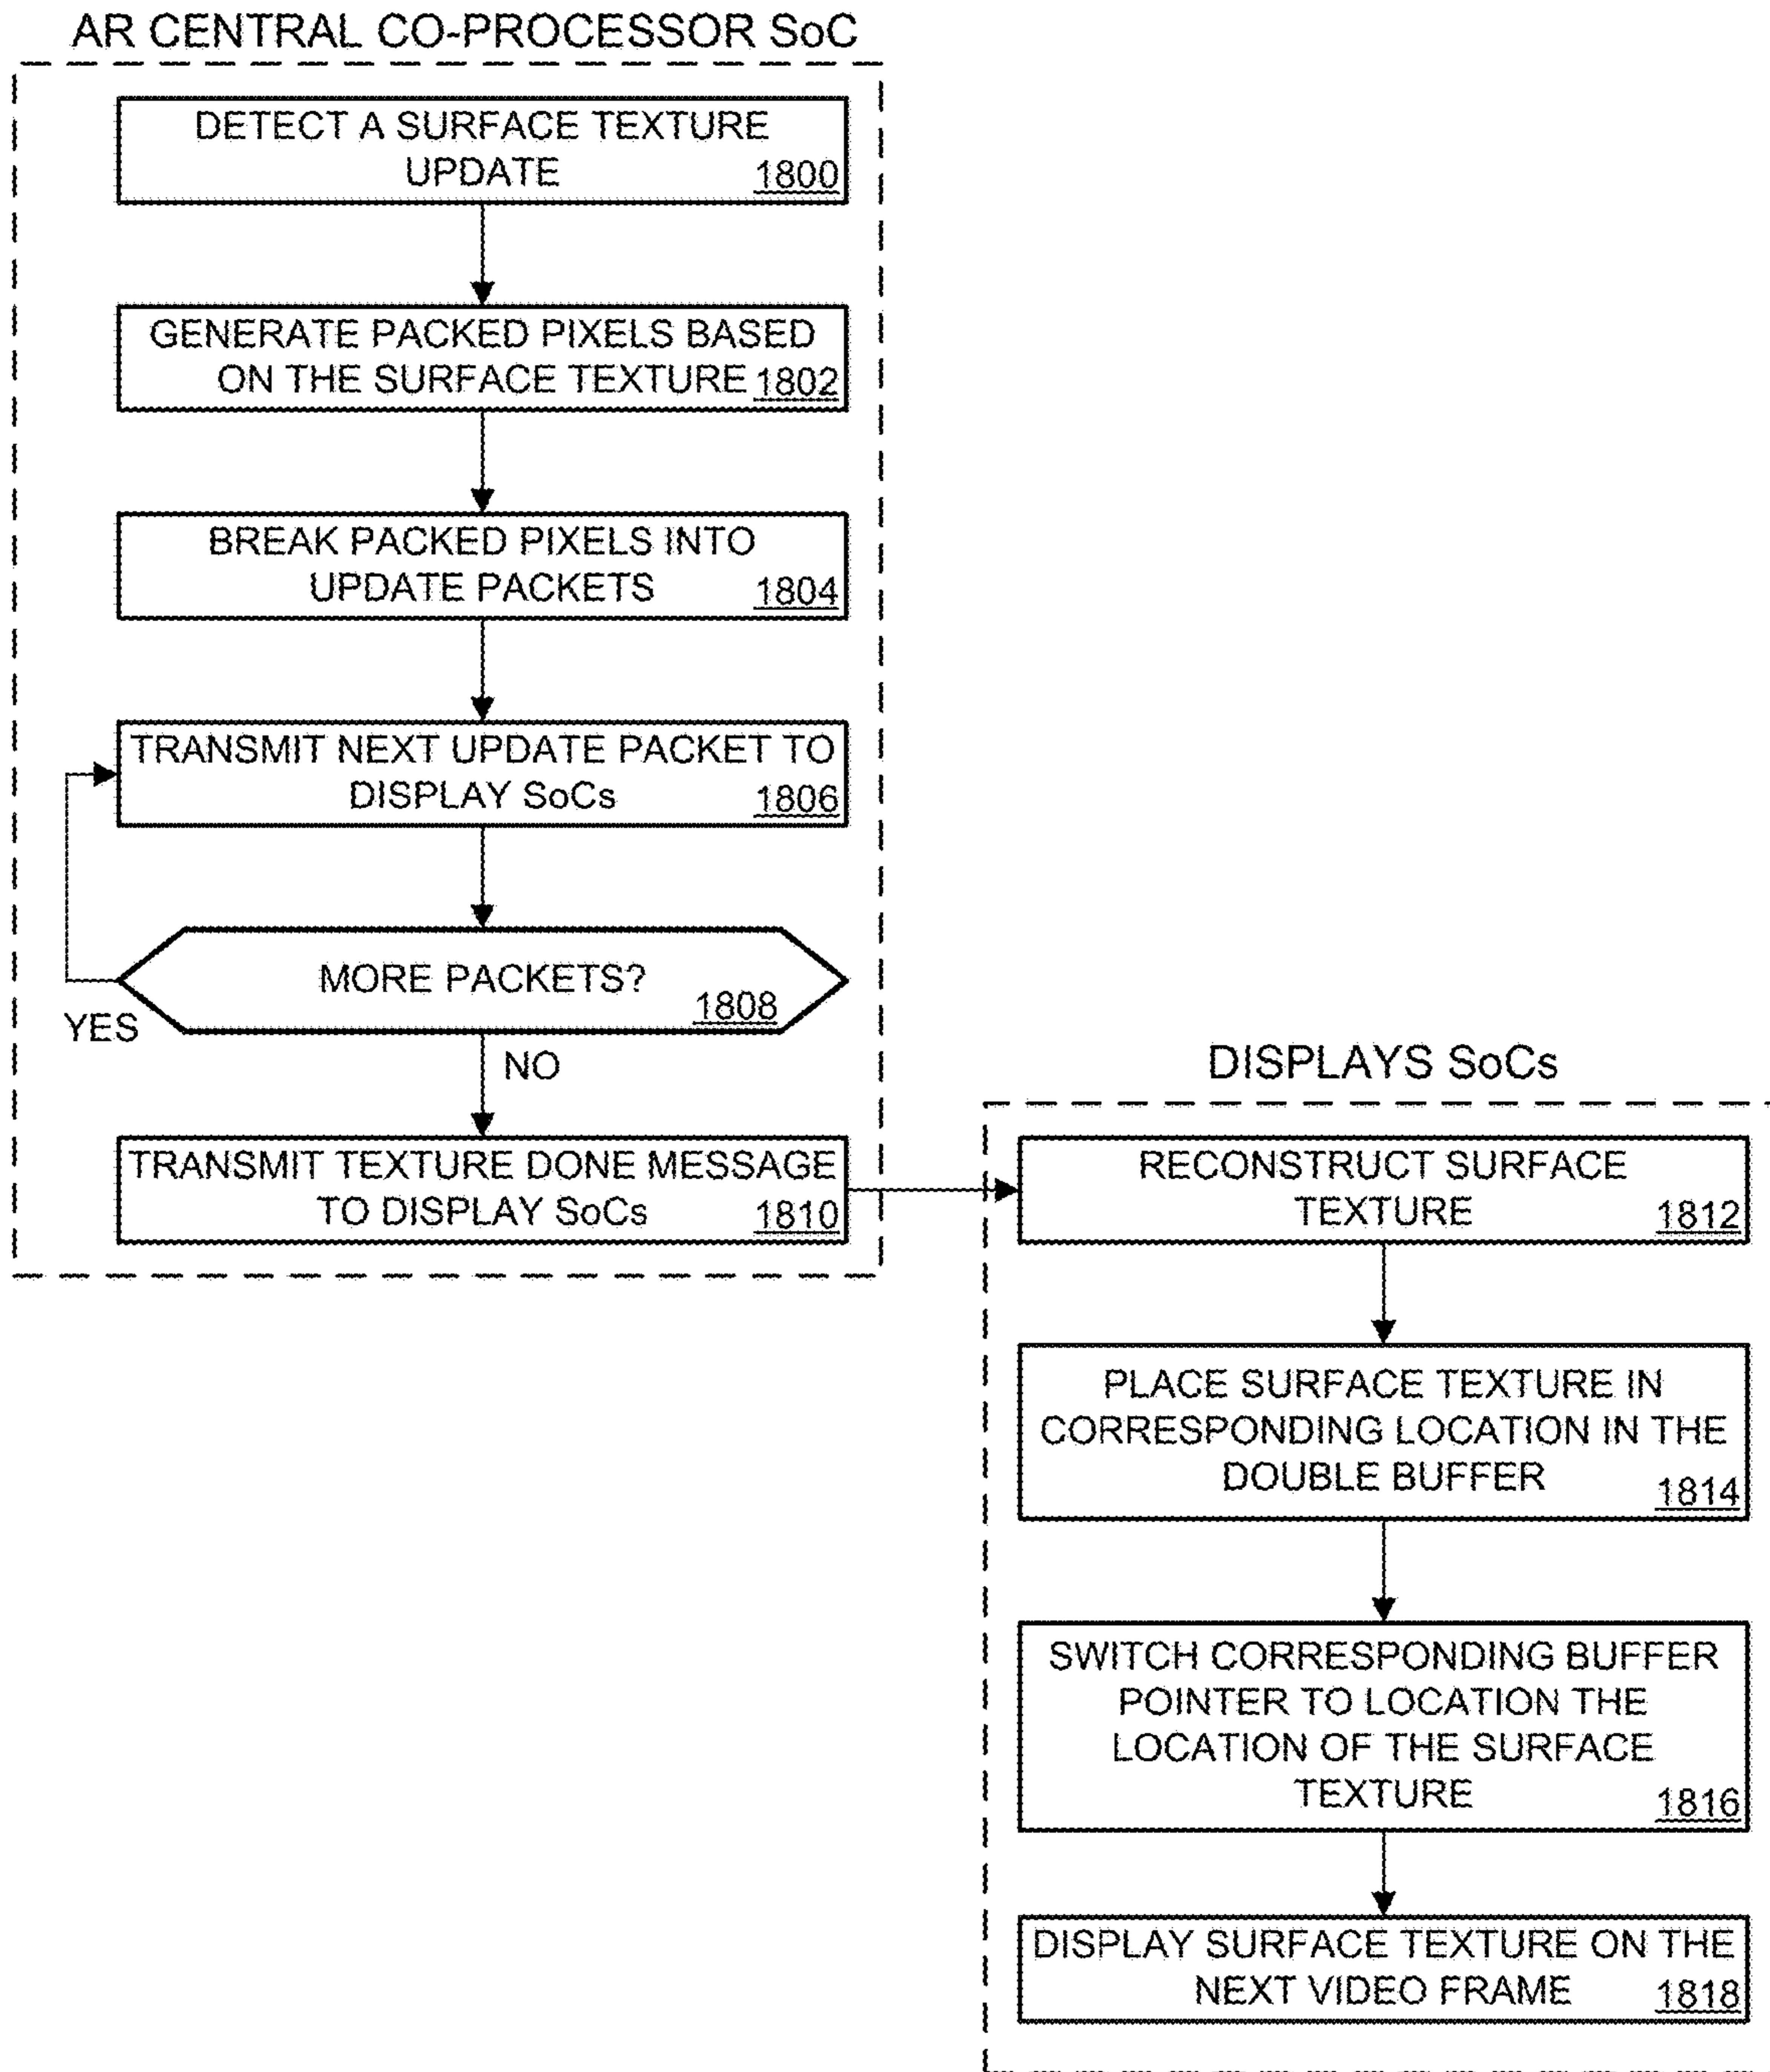 AR CENTRAL CO-PROCESSOR SoC
DETECT A SURFACE TEXTURE
UPDATE 1800
GENERATE PACKED PIXELS BASED
ON THE SURFACE TEXTURE 1802
BREAK PACKED PIXELS INTO
UPDATE PACKETS 1804
TRANSMIT NEXT UPDATE PACKET TO
DISPLAY SoCs 1806
MORE PACKETS?
1808
YES
NO
TRANSMIT TEXTURE DONE MESSAGE
TO DISPLAY SoCs 1810
DISPLAYS SoCs
RECONSTRUCT SURFACE
TEXTURE 1812
PLACE SURFACE TEXTURE IN
CORRESPONDING LOCATION IN THE
DOUBLE BUFFER 1814
SWITCH CORRESPONDING BUFFER
POINTER TO LOCATION THE
LOCATION OF THE SURFACE
TEXTURE 1816
DISPLAY SURFACE TEXTURE ON THE
NEXT VIDEO FRAME 1818